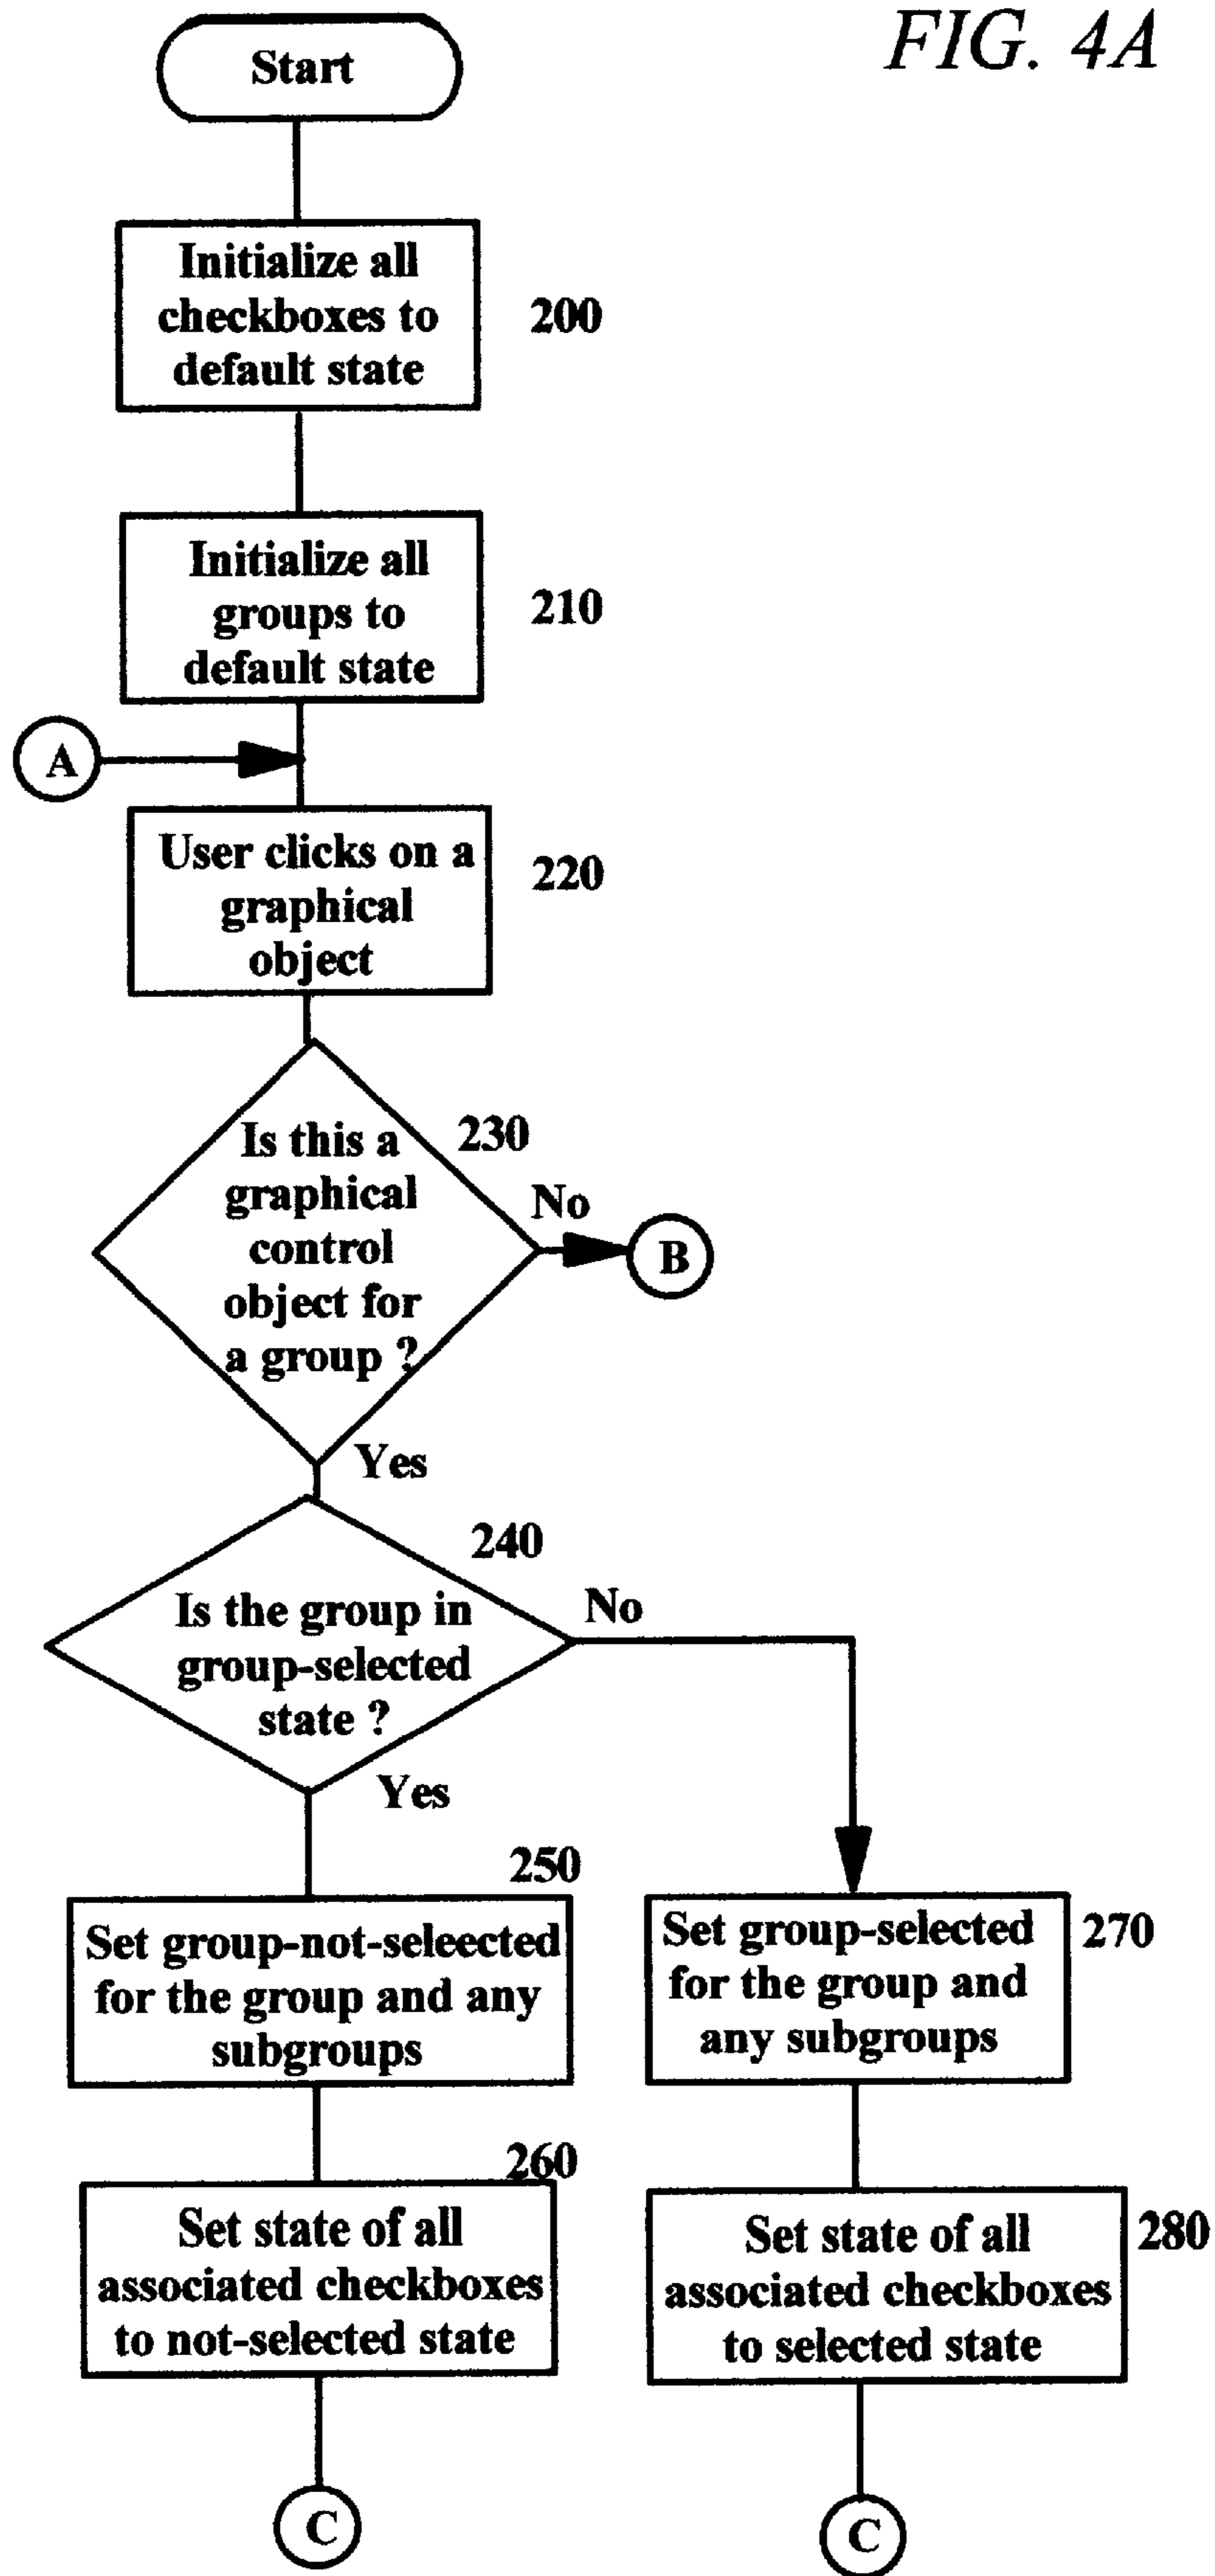 FIG. 4A
Start
Initialize all
checkboxes to
default state
200
Initialize all
groups to
default state
210
A
User clicks on a
graphical
object
220
Is this a
graphical
control
object for
a group ?
230
No
B
Yes
240
Is the group in
group-selected
state ?
No
Yes
250
Set group-not-seleected
for the group and any
subgroups
Set group-selected
for the group and
any subgroups
270
260
Set state of all
associated checkboxes
to not-selected state
Set state of all
associated checkboxes
to selected state
280
C
C